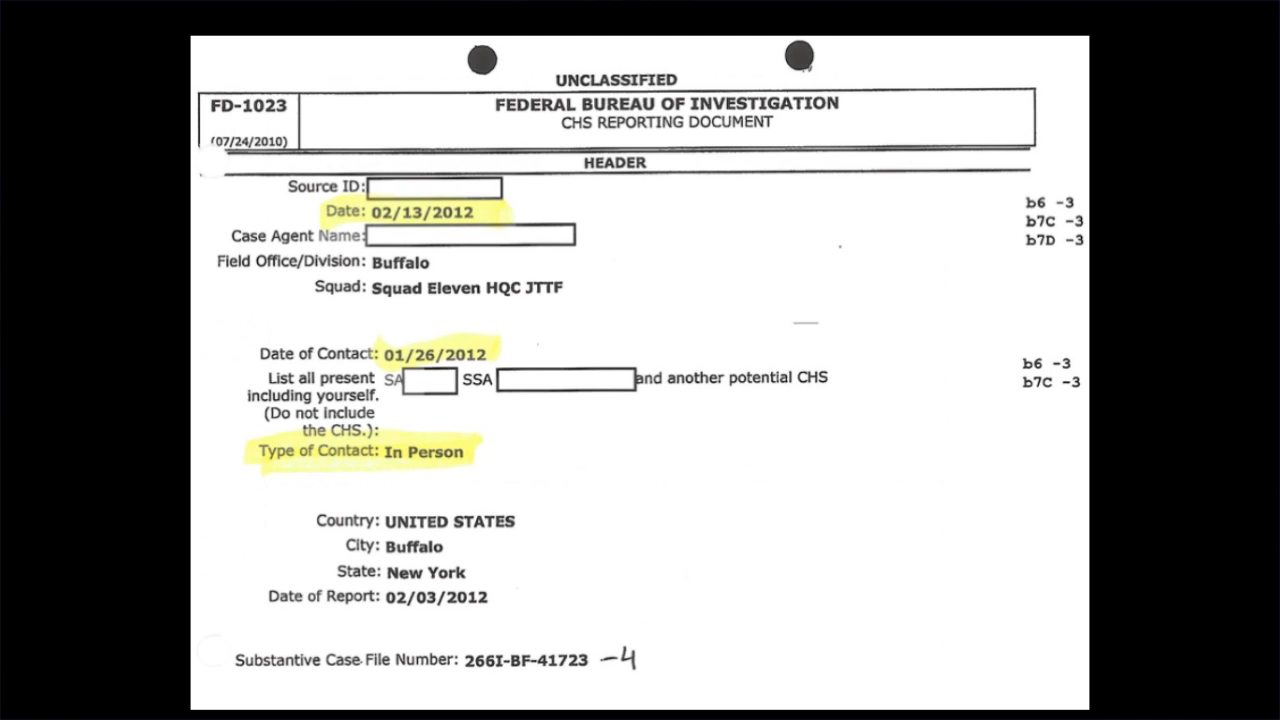 UNCLASSIFIED
FD-1023
(07/24/2010)
FEDERAL BUREAU OF INVESTIGATION
CHS REPORTING DOCUMENT
HEADER
Source ID:
Date: 02/13/2012
Case Agent Name:
b6 -3
b7C -3
b7D -3
Field Office/Division: Buffalo
Squad: Squad Eleven HQC JTTF
Date of Contact: 01/26/2012
List all present SA SSA and another potential CHS
including yourself.
(Do not include
the CHS.):
b6 -3
b7C -3
Type of Contact: In Person
Country: UNITED STATES
City: Buffalo
State: New York
Date of Report: 02/03/2012
Substantive Case File Number: 266I-BF-41723 -4